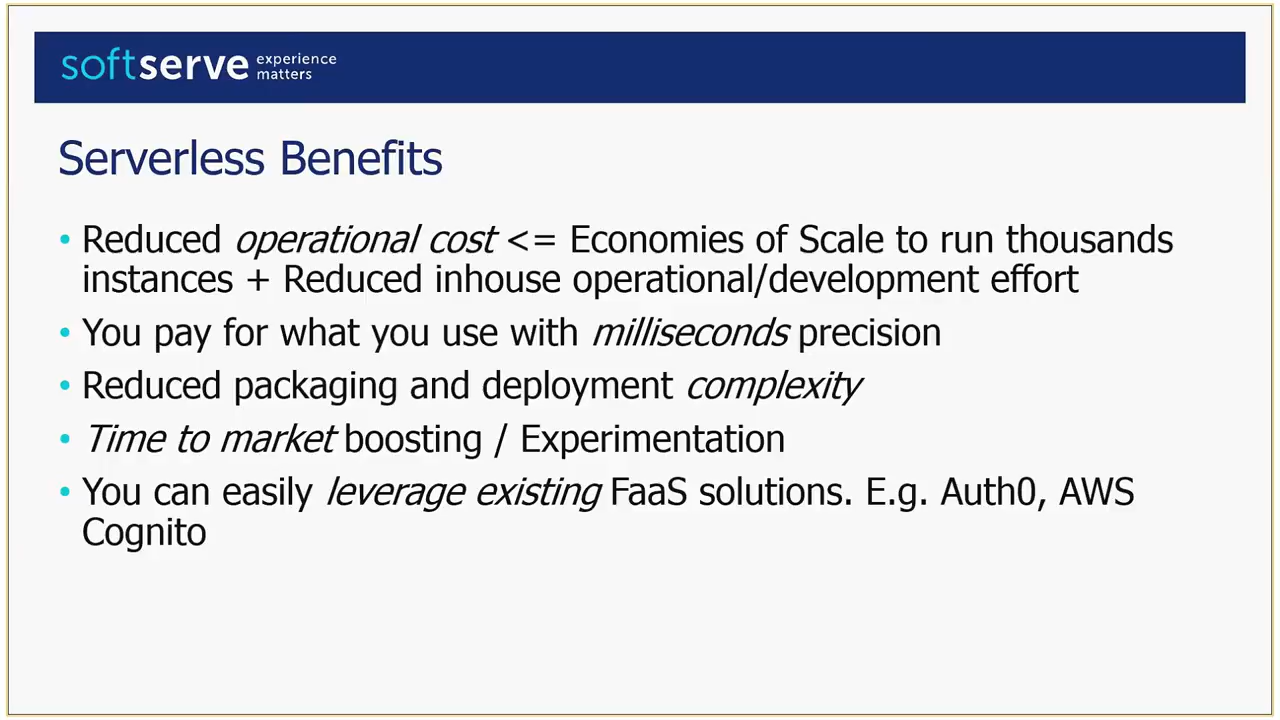 softserve experience matters
Serverless Benefits
• Reduced operational cost <= Economies of Scale to run thousands
instances + Reduced inhouse operational/development effort
• You pay for what you use with milliseconds precision
• Reduced packaging and deployment complexity
• Time to market boosting / Experimentation
• You can easily leverage existing FaaS solutions. E.g. Auth0, AWS
Cognito